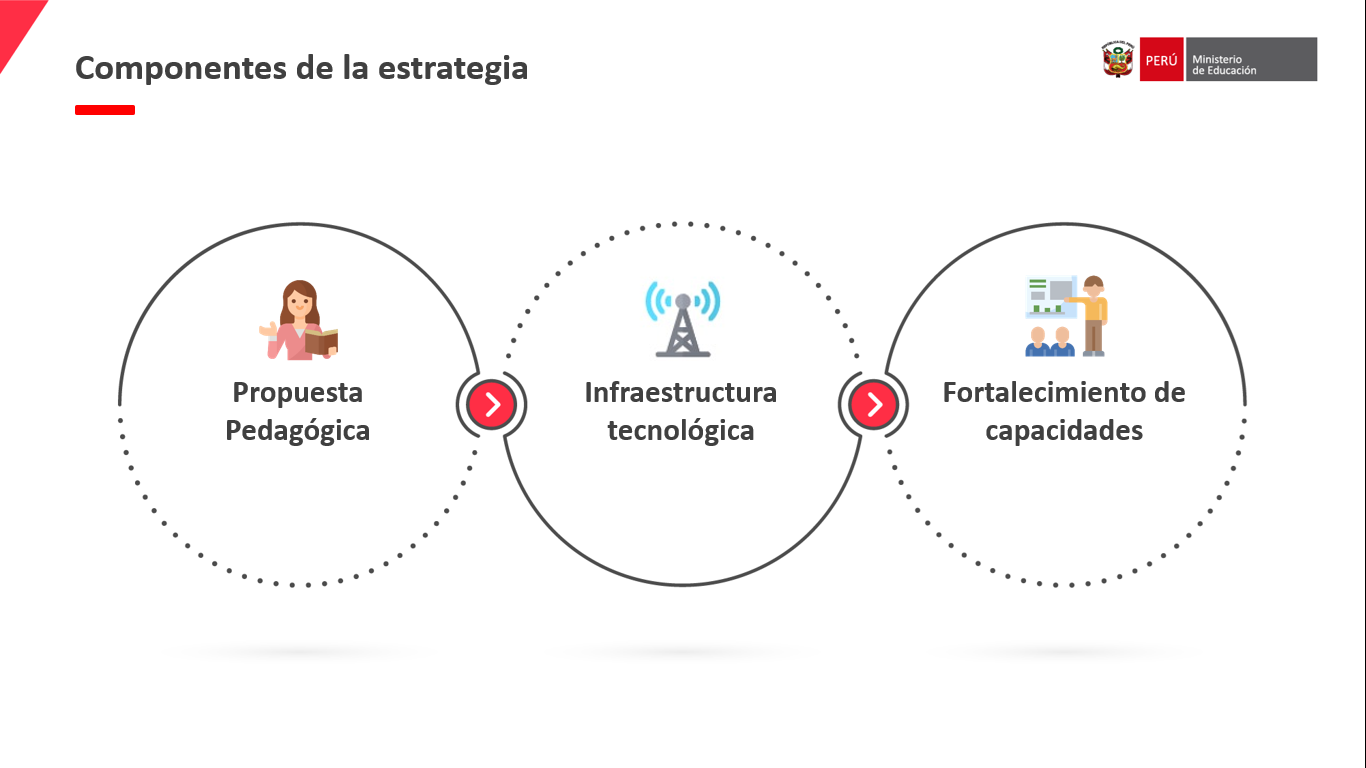 Componentes de la estrategia
PERÚ
Ministerio
de Educación
Propuesta
Pedagógica
Infraestructura
tecnológica
Fortalecimiento de
capacidades